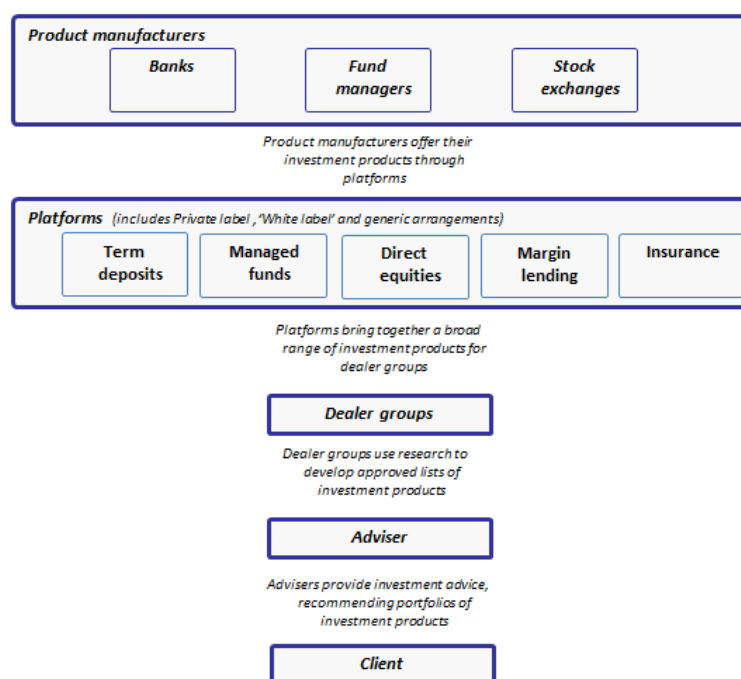 Product manufacturers
Banks
Fund
managers
Stock
exchanges
Product manufacturers offer their
investment products through
platforms
Platforms (includes Private label , 'White label' and generic arrangements)
Term
deposits
Managed
funds
Direct
equities
Margin
lending
Insurance
Platforms bring together a broad
range of investment products for
dealer groups
Dealer groups
Dealer groups use research to
develop approved lists of
investment products
Adviser
Advisers provide investment advice,
recommending portfolios of
investment products
Client